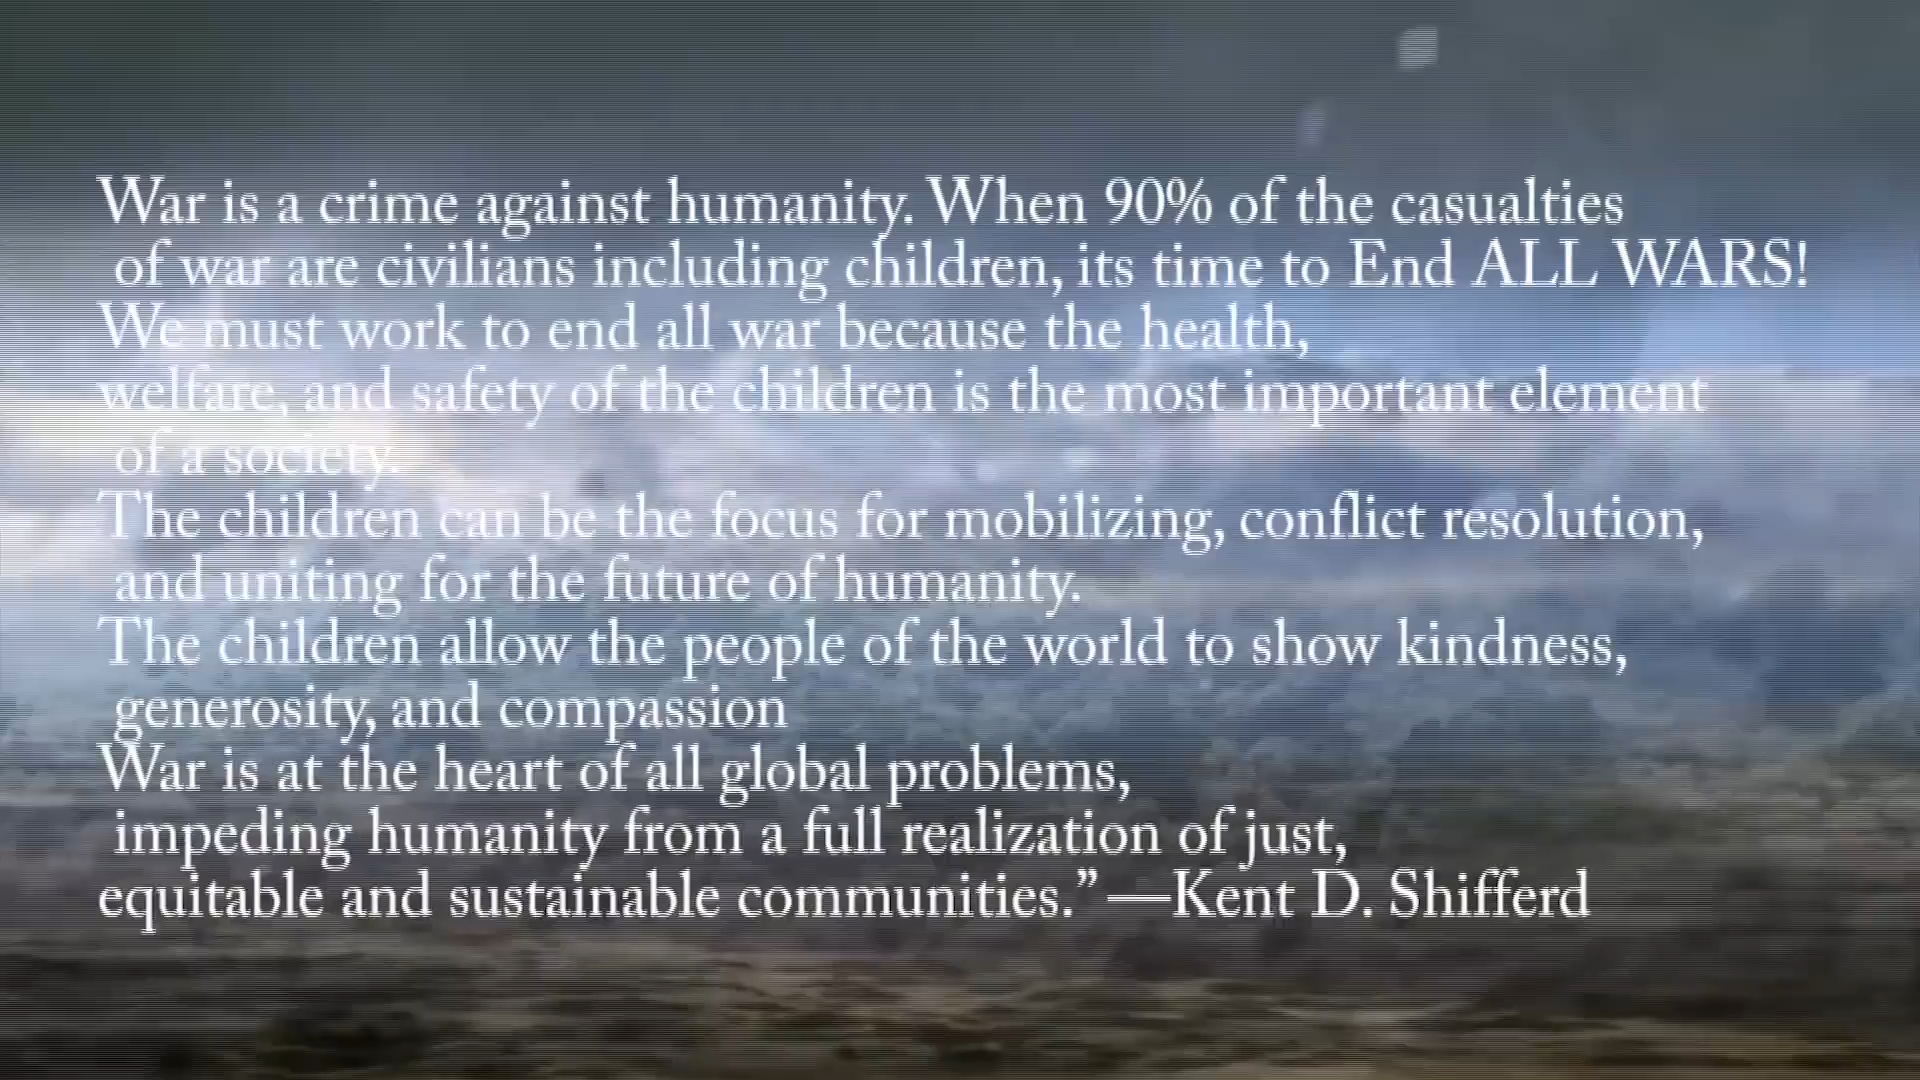 War is a crime against humanity. When 90% of the casualties
of war are civilians including children, its time to End ALL WARS!
We must work to end all war because the health,
welfare, and safety of the children is the most important element
of a society.
The children can be the focus for mobilizing, conflict resolution,
and uniting for the future of humanity.
The children allow the people of the world to show kindness,
generosity, and compassion
War is at the heart of all global problems,
impeding humanity from a full realization of just,
equitable and sustainable communities.” —Kent D. Shifferd